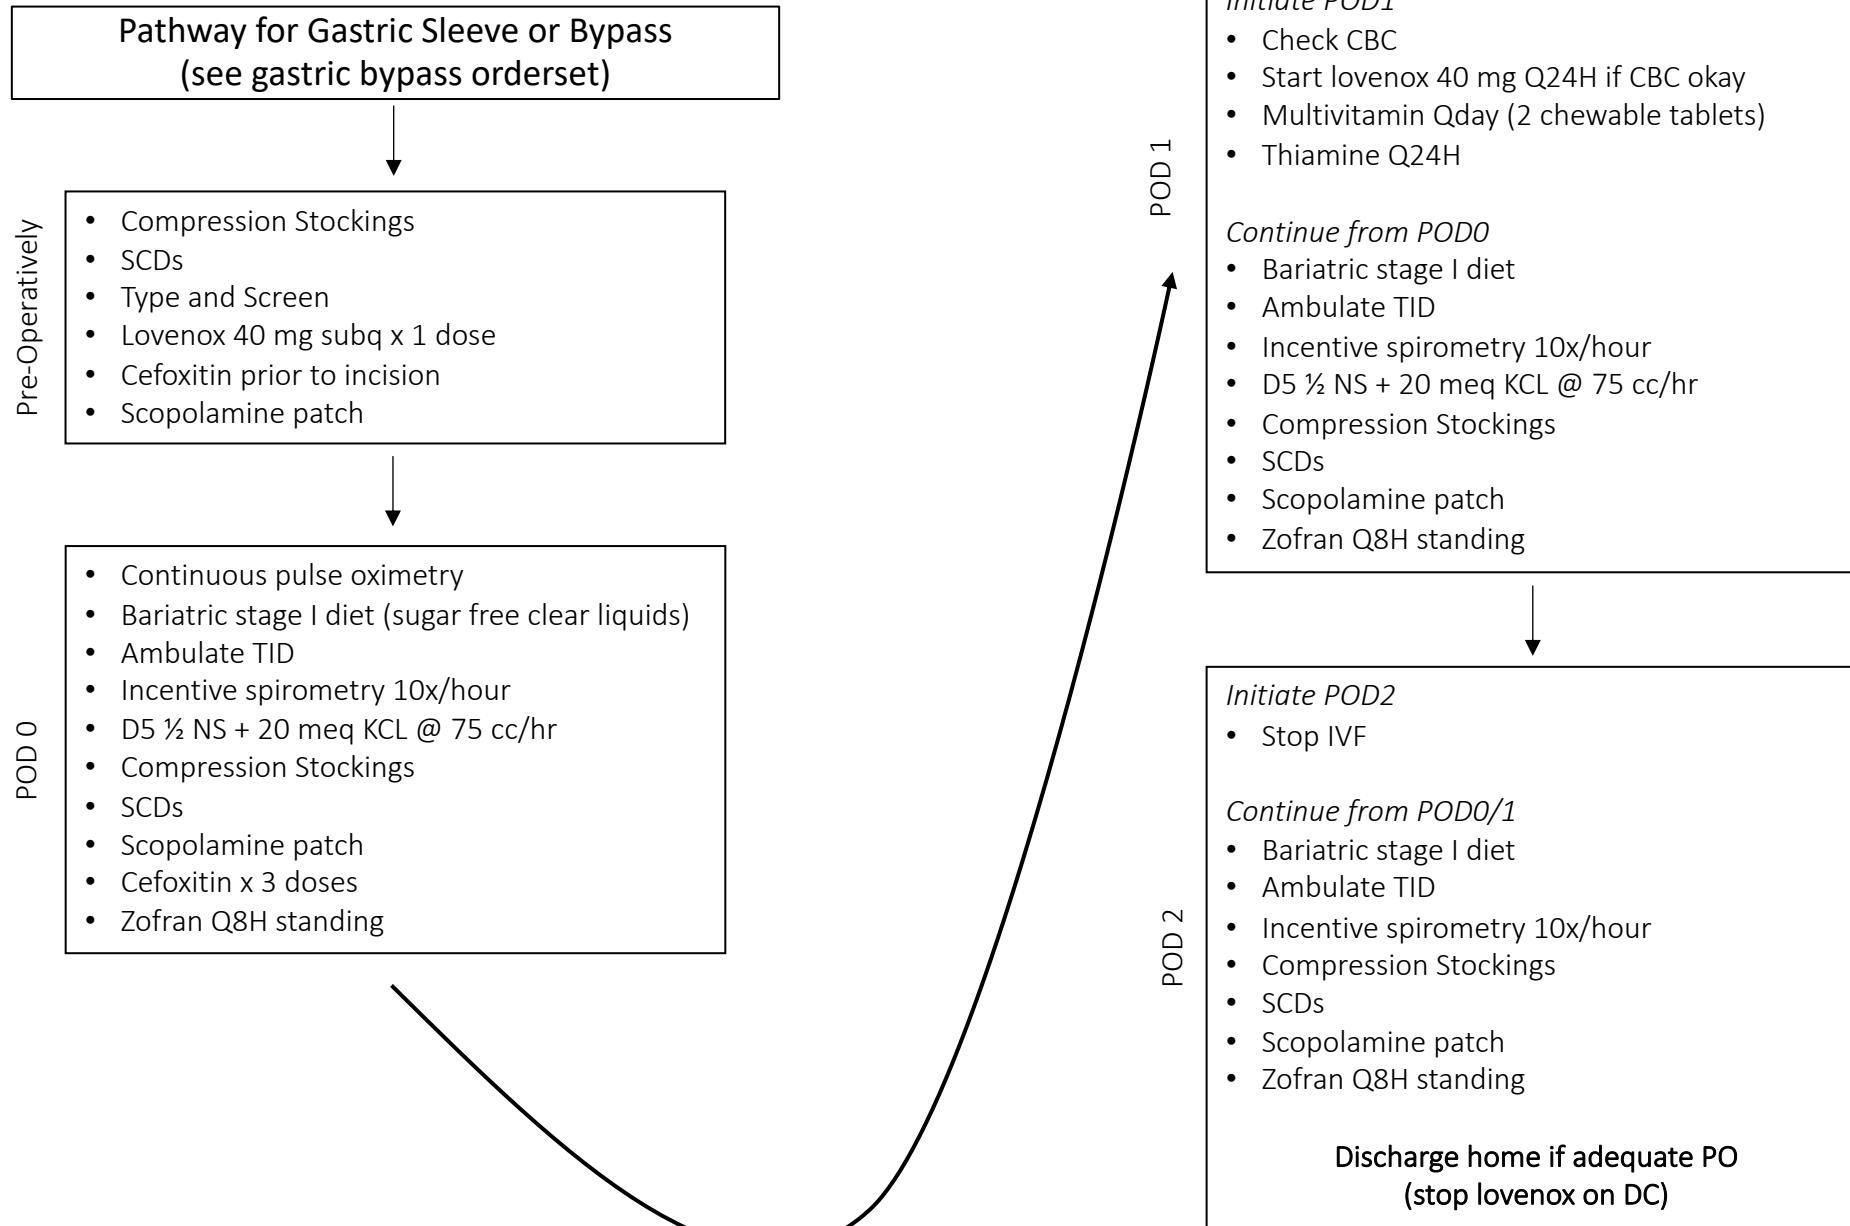 Pathway for Gastric Sleeve or Bypass
(see gastric bypass orderset)
Pre-Operatively
• Compression Stockings
• SCDs
• Type and Screen
• Lovenox 40 mg subq x 1 dose
• Cefoxitin prior to incision
• Scopolamine patch
POD 0
• Continuous pulse oximetry
• Bariatric stage I diet (sugar free clear liquids)
• Ambulate TID
• Incentive spirometry 10x/hour
• D5 ½ NS + 20 meq KCL @ 75 cc/hr
• Compression Stockings
• SCDs
• Scopolamine patch
• Cefoxitin x 3 doses
• Zofran Q8H standing
POD 1
Initiate POD1
• Check CBC
• Start lovenox 40 mg Q24H if CBC okay
• Multivitamin Qday (2 chewable tablets)
• Thiamine Q24H
Continue from POD0
• Bariatric stage I diet
• Ambulate TID
• Incentive spirometry 10x/hour
• D5 ½ NS + 20 meq KCL @ 75 cc/hr
• Compression Stockings
• SCDs
• Scopolamine patch
• Zofran Q8H standing
POD 2
Initiate POD2
• Stop IVF
Continue from POD0/1
• Bariatric stage I diet
• Ambulate TID
• Incentive spirometry 10x/hour
• Compression Stockings
• SCDs
• Scopolamine patch
• Zofran Q8H standing
Discharge home if adequate PO
(stop lovenox on DC)